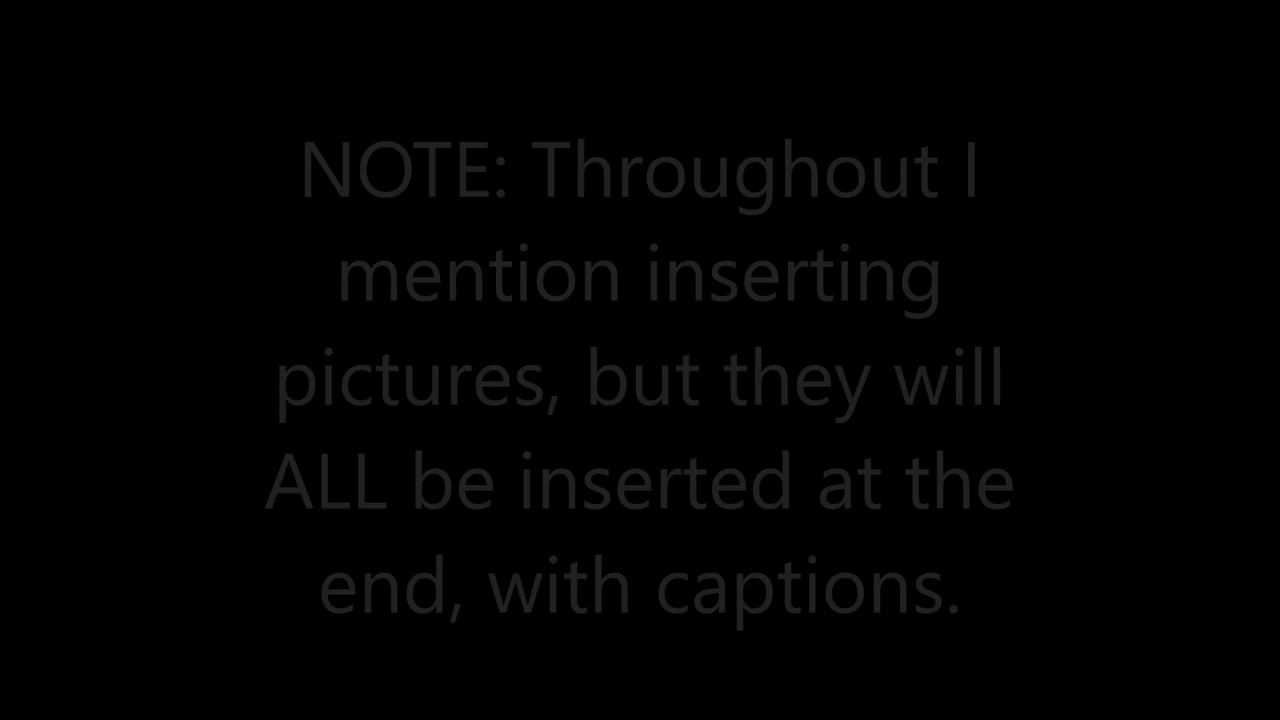 NOTE: Throughout I
mention inserting
pictures, but they will
ALL be inserted at the
end, with captions.